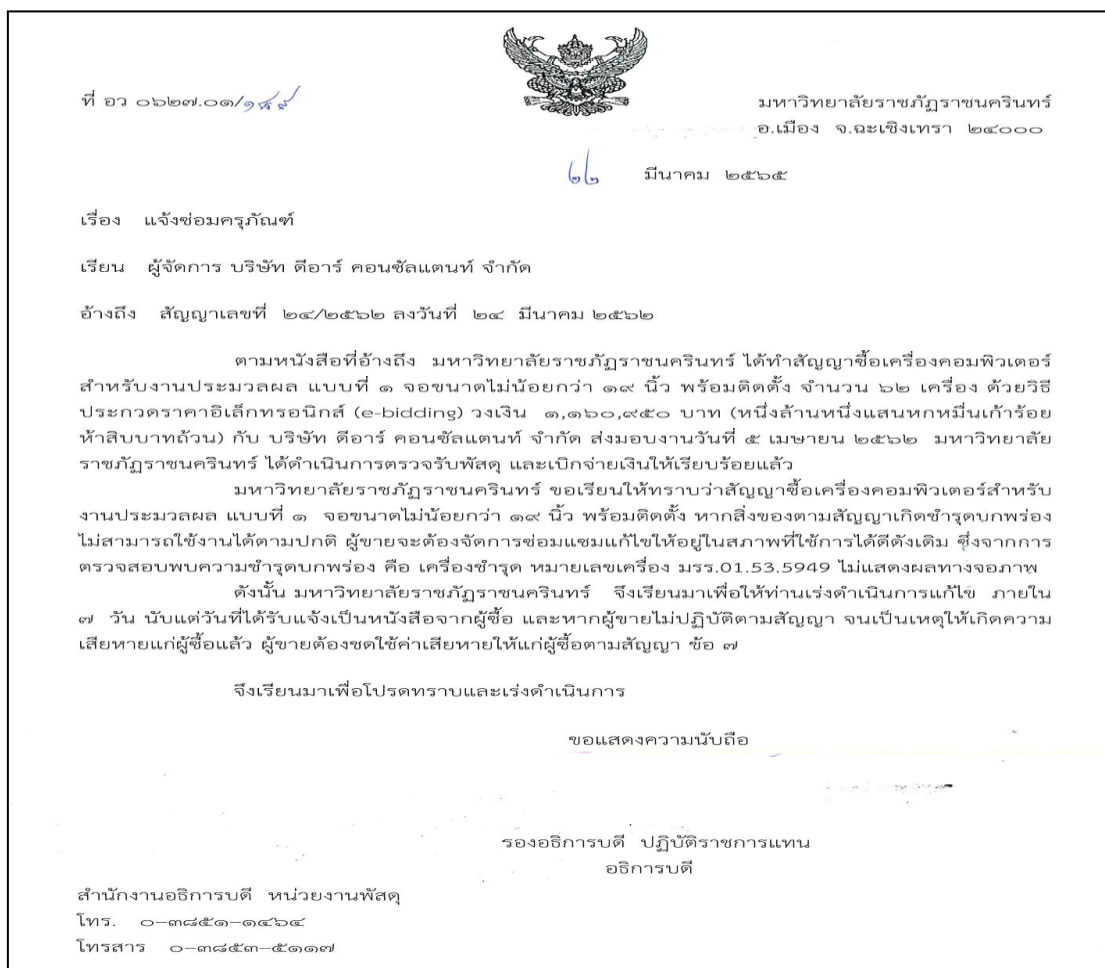 ที่ อว ๐๖๒๗.๐๑/๑๘๙
มหาวิทยาลัยราชภัฏราชนครินทร์
อ.เมือง จ.ฉะเชิงเทรา ๒๔๐๐๐
๒๒ มีนาคม ๒๕๖๕
เรื่อง แจ้งซ่อมครุภัณฑ์
เรียน ผู้จัดการ บริษัท ดีอาร์ คอนซัลแตนท์ จำกัด
อ้างถึง สัญญาเลขที่ ๒๔/๒๕๖๒ ลงวันที่ ๒๔ มีนาคม ๒๕๖๒
ตามหนังสือที่อ้างถึง มหาวิทยาลัยราชภัฏราชนครินทร์ ได้ทำสัญญาซื้อเครื่องคอมพิวเตอร์
สำหรับงานประมวลผล แบบที่ ๑ จอขนาดไม่น้อยกว่า ๑๙ นิ้ว พร้อมติดตั้ง จำนวน ๖๒ เครื่อง ด้วยวิธี
ประกวดราคาอิเล็กทรอนิกส์ (e-bidding) วงเงิน ๑,๑๖๐,๙๕๐ บาท (หนึ่งล้านหนึ่งแสนหกหมื่นเก้าร้อย
ห้าสิบบาทถ้วน) กับ บริษัท ดีอาร์ คอนซัลแตนท์ จำกัด ส่งมอบงานวันที่ ๕ เมษายน ๒๕๖๒ มหาวิทยาลัย
ราชภัฏราชนครินทร์ ได้ดำเนินการตรวจรับพัสดุ และเบิกจ่ายเงินให้เรียบร้อยแล้ว
มหาวิทยาลัยราชภัฏราชนครินทร์ ขอเรียนให้ทราบว่าสัญญาซื้อเครื่องคอมพิวเตอร์สำหรับ
งานประมวลผล แบบที่ ๑ จอขนาดไม่น้อยกว่า ๑๙ นิ้ว พร้อมติดตั้ง หากสิ่งของตามสัญญาเกิดชำรุดบกพร่อง
ไม่สามารถใช้งานได้ตามปกติ ผู้ขายจะต้องจัดการซ่อมแซมแก้ไขให้อยู่ในสภาพที่ใช้การได้ดีดังเดิม ซึ่งจากการ
ตรวจสอบพบความชำรุดบกพร่อง คือ เครื่องชำรุด หมายเลขเครื่อง มรร.01.53.5949 ไม่แสดงผลทางจอภาพ
ดังนั้น มหาวิทยาลัยราชภัฏราชนครินทร์ จึงเรียนมาเพื่อให้ท่านเร่งดำเนินการแก้ไข ภายใน
๗ วัน นับแต่วันที่ได้รับแจ้งเป็นหนังสือจากผู้ซื้อ และหากผู้ขายไม่ปฏิบัติตามสัญญา จนเป็นเหตุให้เกิดความ
เสียหายแก่ผู้ซื้อแล้ว ผู้ขายต้องชดใช้ค่าเสียหายให้แก่ผู้ซื้อตามสัญญา ข้อ ๗
จึงเรียนมาเพื่อโปรดทราบและเร่งดำเนินการ
ขอแสดงความนับถือ
รองอธิการบดี ปฏิบัติราชการแทน
อธิการบดี
สำนักงานอธิการบดี หน่วยงานพัสดุ
โทร. ๐-๓๘๕๑-๑๔๖๔
โทรสาร ๐-๓๘๕๓-๕๑๑๗